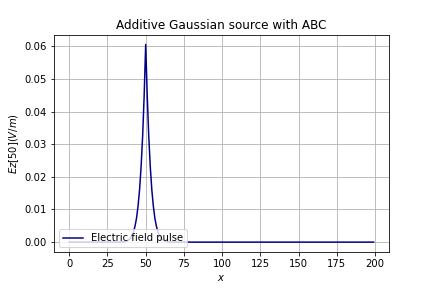 Additive Gaussian source with ABC
Ez[50](V/m)
0.06
0.05
0.04
0.03
0.02
0.01
0.00
Electric field pulse
0 25 50 75 100 125 150 175 200
x